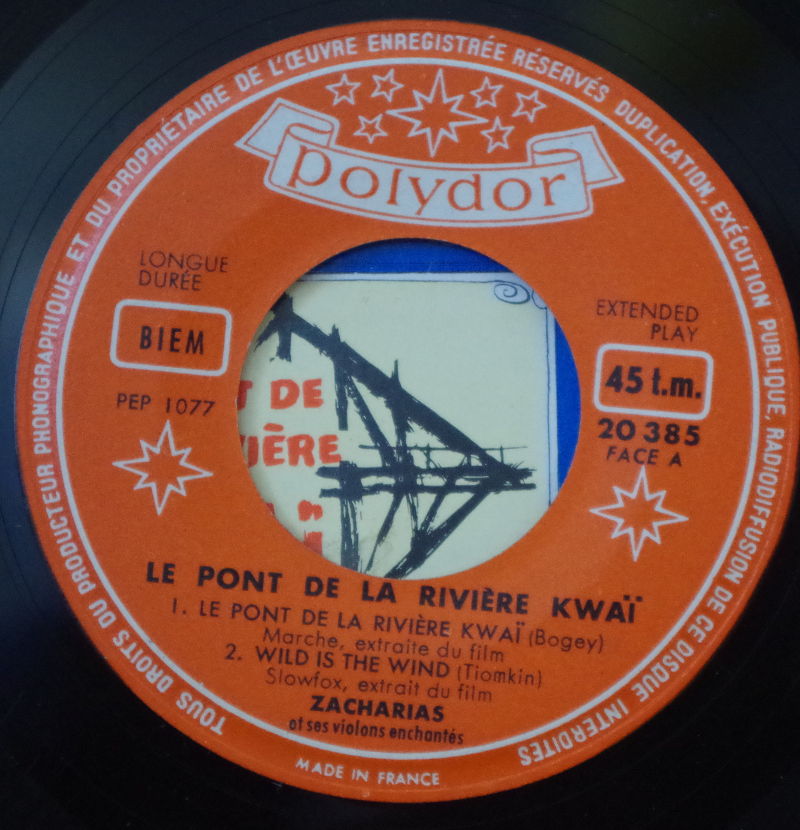 TOUS DROITS DU PRODUCTEUR PHONOGRAPHIQUE ET DU PROPRIÉTAIRE DE L'ŒUVRE ENREGISTRÉE RÉSERVÉS DUPLICATION, EXÉCUTION PUBLIQUE, RADIODIFFUSION DE CE DISQUE INTERDITES
polydor
LONGUE
DURÉE
BIEM
PEP 1077
EXTENDED
PLAY
45 t.m.
20 385
FACE A
T DE
IÈRE
LE PONT DE LA RIVIÈRE KWAÏ
1. LE PONT DE LA RIVIÈRE KWAÏ (Bogey)
Marche, extraite du film
2. WILD IS THE WIND (Tiomkin)
Slowfox, extrait du film
ZACHARIAS
et ses violons enchantés
MADE IN FRANCE